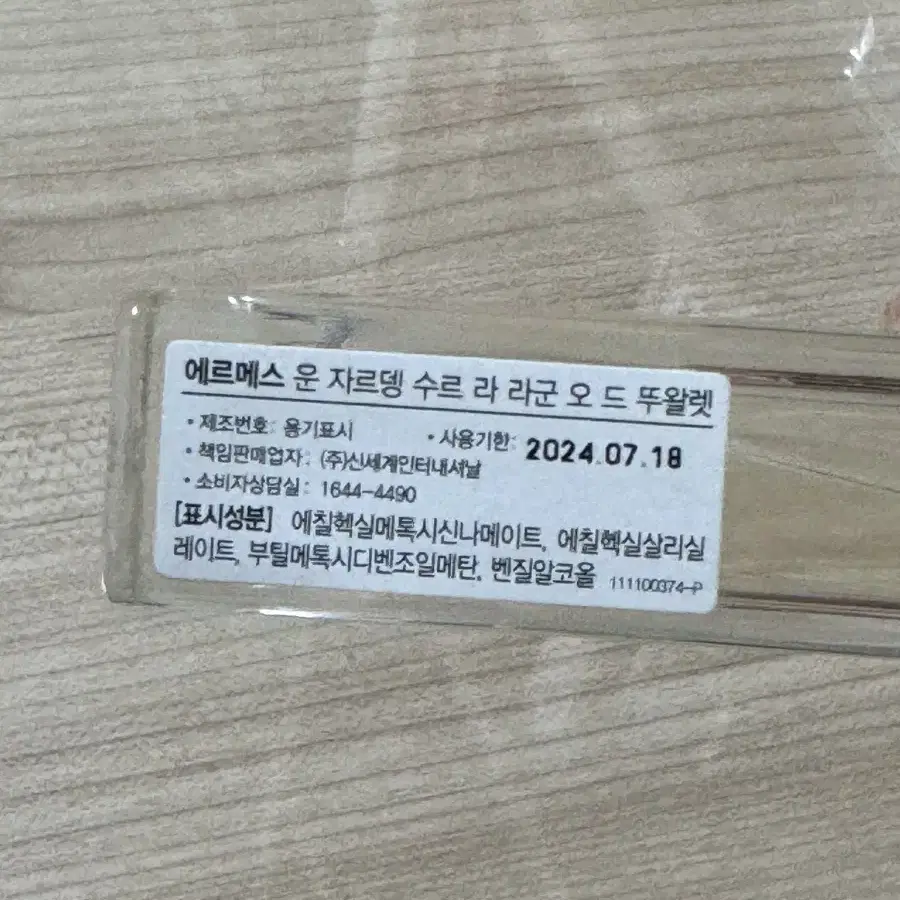 에르메스 운 자르뎅 수르 라 라군 오 드 뚜왈렛
• 제조번호: 용기표시 • 사용기한: 2024.07.18
• 책임판매업자: (주)신세계인터내셔날
• 소비자상담실: 1644-4490
[표시성분] 에칠헥실메톡시신나메이트, 에칠헥실살리실
레이트, 부틸메톡시디벤조일메탄, 벤질알코올 111100374-P